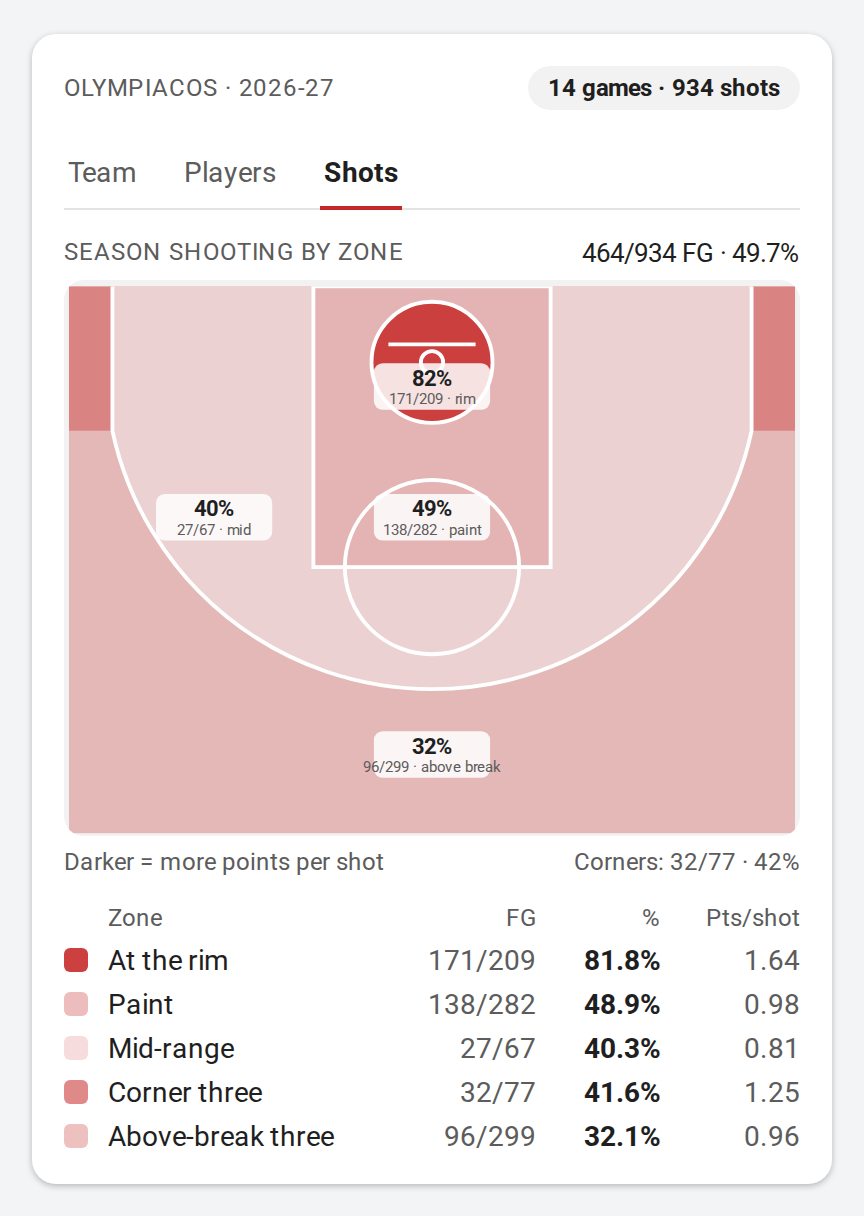 OLYMPIACOS · 2026-27
14 games · 934 shots
Team Players Shots
SEASON SHOOTING BY ZONE
464/934 FG · 49.7%
82%
171/209 · rim
40%
27/67 · mid
49%
138/282 · paint
32%
96/299 · above break
Darker = more points per shot
Corners: 32/77 · 42%
Zone FG % Pts/shot
At the rim 171/209 81.8% 1.64
Paint 138/282 48.9% 0.98
Mid-range 27/67 40.3% 0.81
Corner three 32/77 41.6% 1.25
Above-break three 96/299 32.1% 0.96